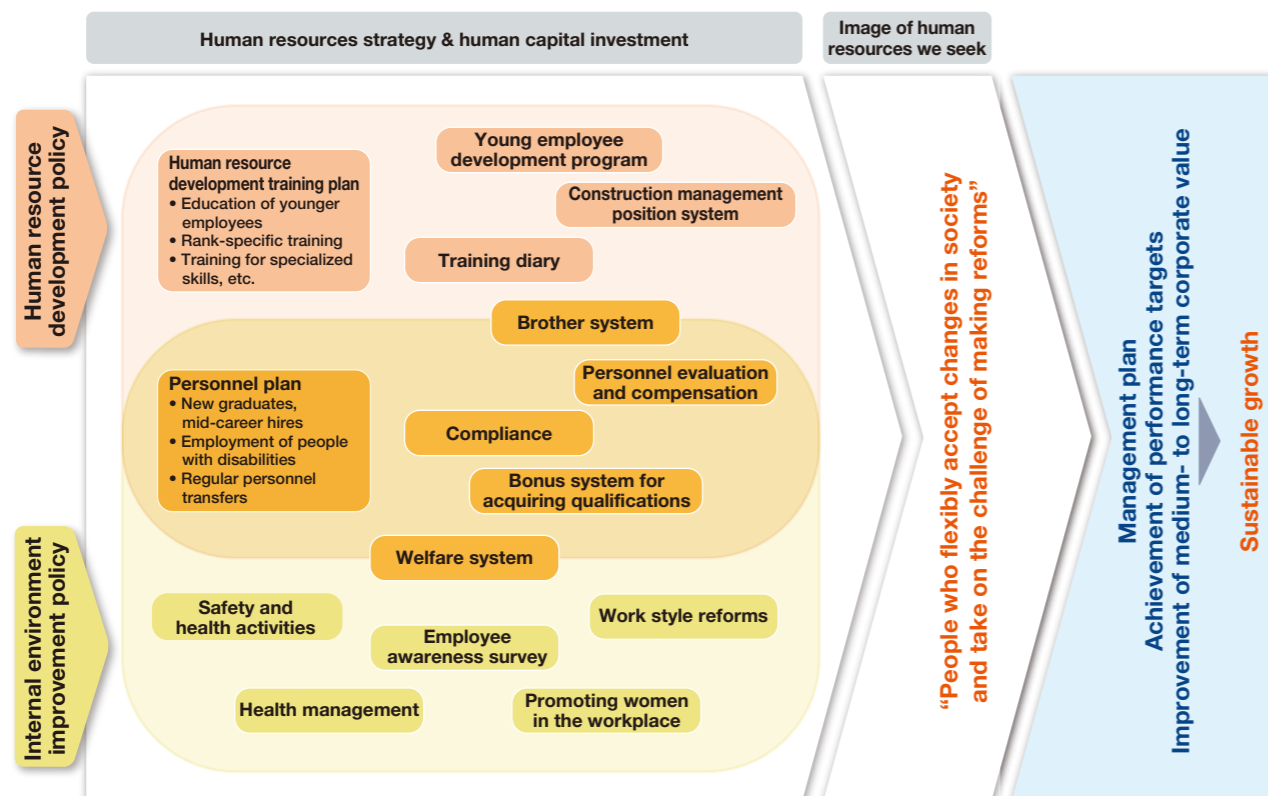 Human resources strategy & human capital investment
Image of human
resources we seek
Human resource
development policy
Human resource
development training plan
• Education of younger
employees
• Rank-specific training
• Training for specialized
skills, etc.
Young employee
development program
Construction management
position system
Training diary
Brother system
Personnel plan
• New graduates,
mid-career hires
• Employment of people
with disabilities
• Regular personnel
transfers
Personnel evaluation
and compensation
Compliance
Bonus system for
acquiring qualifications
Welfare system
Internal environment
improvement policy
Safety and
health activities
Work style reforms
Employee
awareness survey
Health management
Promoting women
in the workplace
“People who flexibly accept changes in society
and take on the challenge of making reforms”
Management plan
Achievement of performance targets
Improvement of medium- to long-term corporate value
Sustainable growth